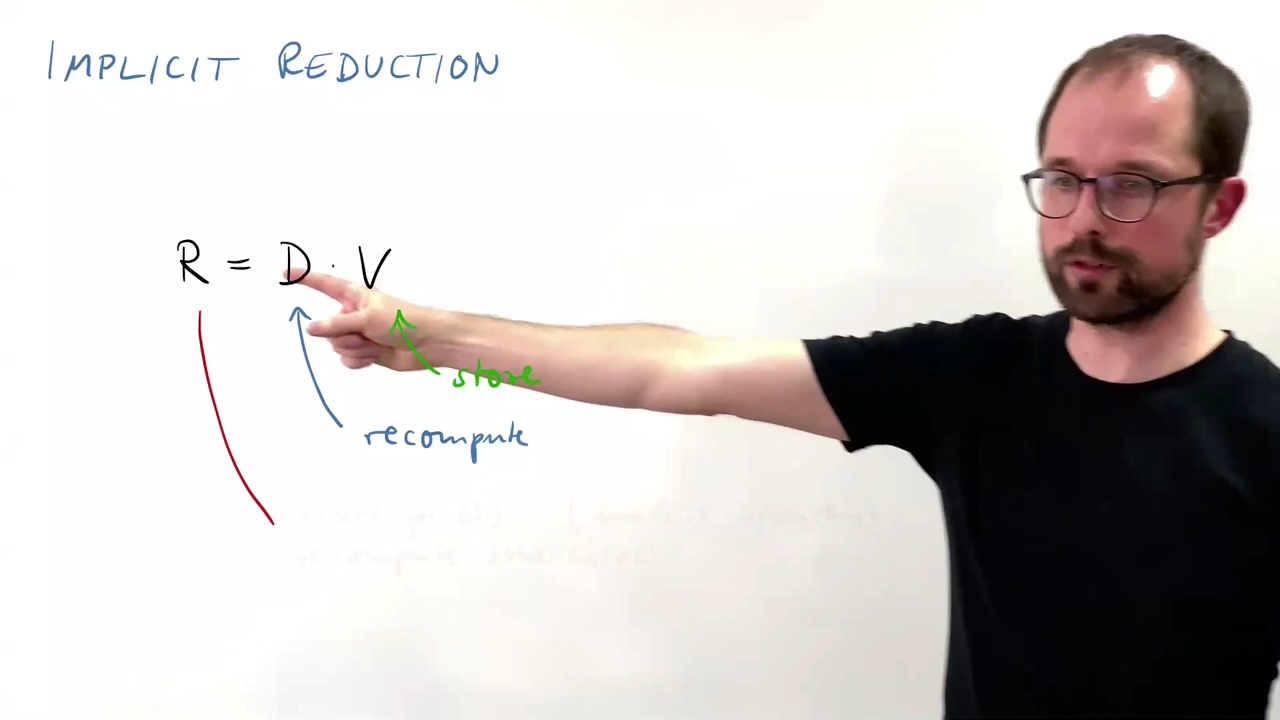 IMPLICIT REDUCTION
R = D · V
store
recompute